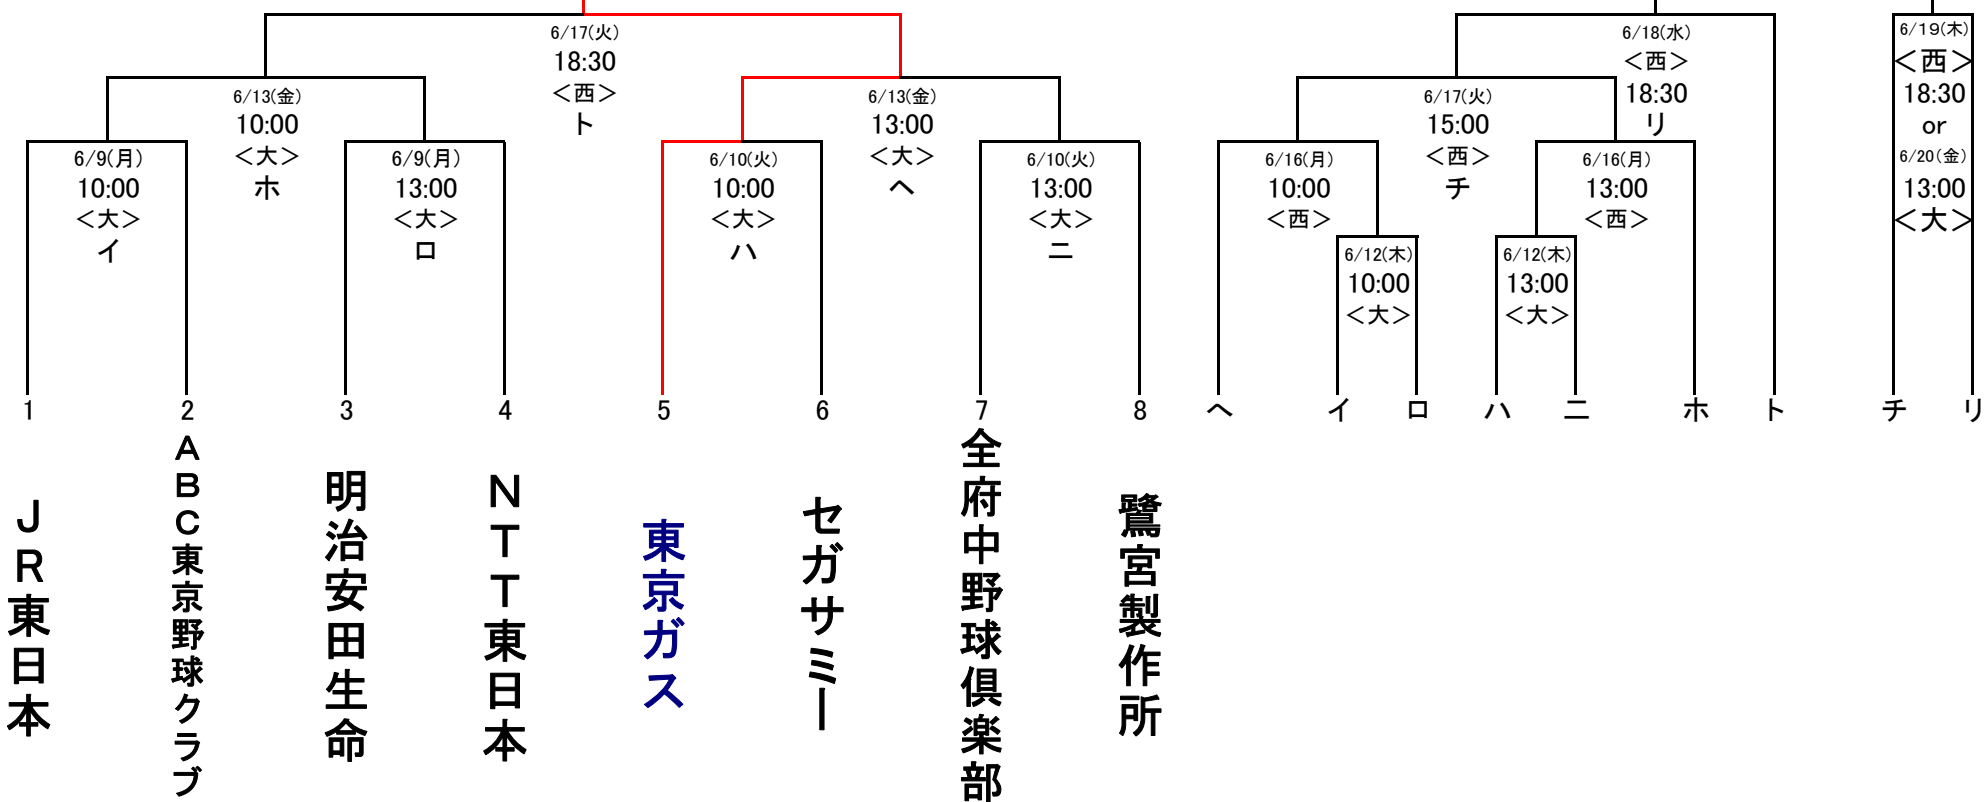 6/17(火)
18:30
＜西＞
ト
6/18(水)
＜西＞
18:30
リ
6/19(木)
＜西＞
18:30
or
6/20(金)
13:00
＜大＞
6/13(金)
10:00
＜大＞
ホ
6/13(金)
13:00
＜大＞
ヘ
6/17(火)
15:00
＜西＞
チ
6/9(月)
10:00
＜大＞
イ
6/9(月)
13:00
＜大＞
ロ
6/10(火)
10:00
＜大＞
ハ
6/10(火)
13:00
＜大＞
ニ
6/16(月)
10:00
＜西＞
6/16(月)
13:00
＜西＞
6/12(木)
10:00
＜大＞
6/12(木)
13:00
＜大＞
1 2 3 4 5 6 7 8 ヘ イ ロ ハ ニ ホ ト チ リ
ＪＲ東日本
ＡＢＣ東京野球クラブ
明治安田生命
ＮＴＴ東日本
東京ガス
セガサミー
全府中野球倶楽部
鷺宮製作所